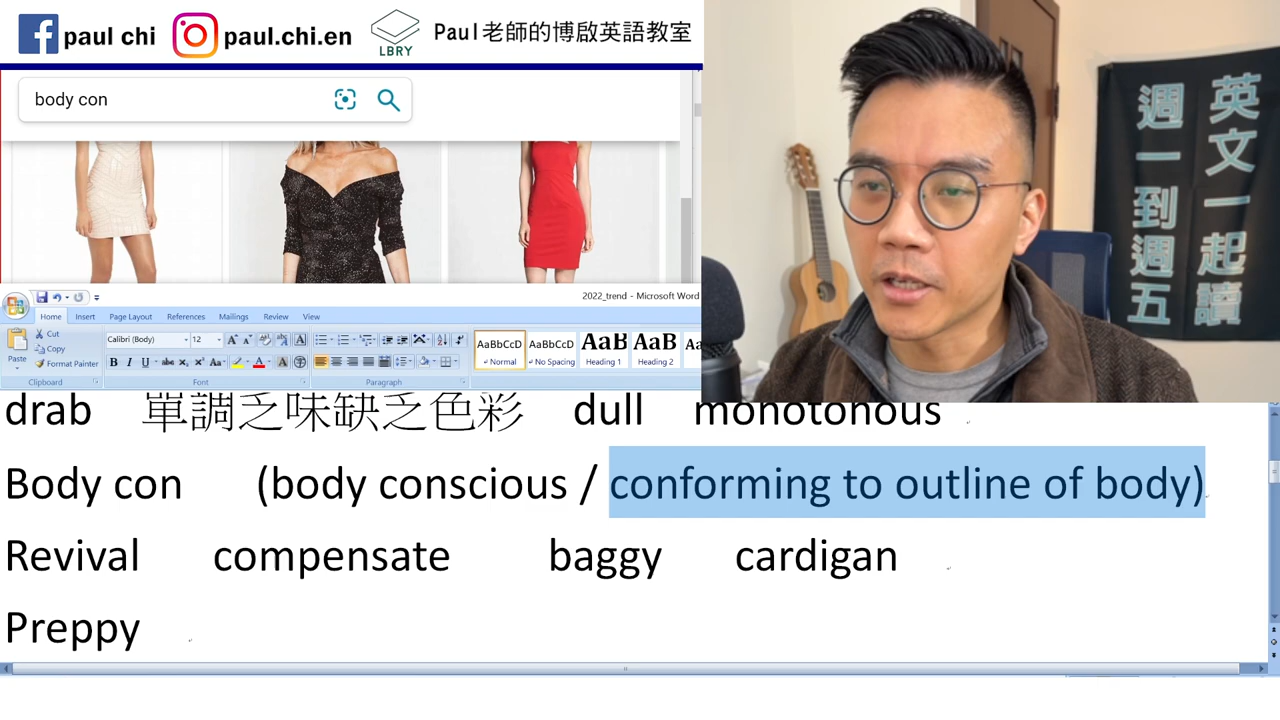 paul chi
paul.chi.en
LBRY
Paul老師的博啟英語教室
body con
2022_trend - Microsoft Word
Home Insert Page Layout References Mailings Review View
Paste
Cut
Copy
Format Painter
Calibri (Body) 12
AaBbCcD AaBbCcD AaB AaB AaB
Normal No Spacing Heading 1 Heading 2
Clipboard Font Paragraph
drab 單調乏味缺乏色彩 dull monotonous
Body con (body conscious / conforming to outline of body)
Revival compensate baggy cardigan
Preppy
英文一起讀
週一到週五